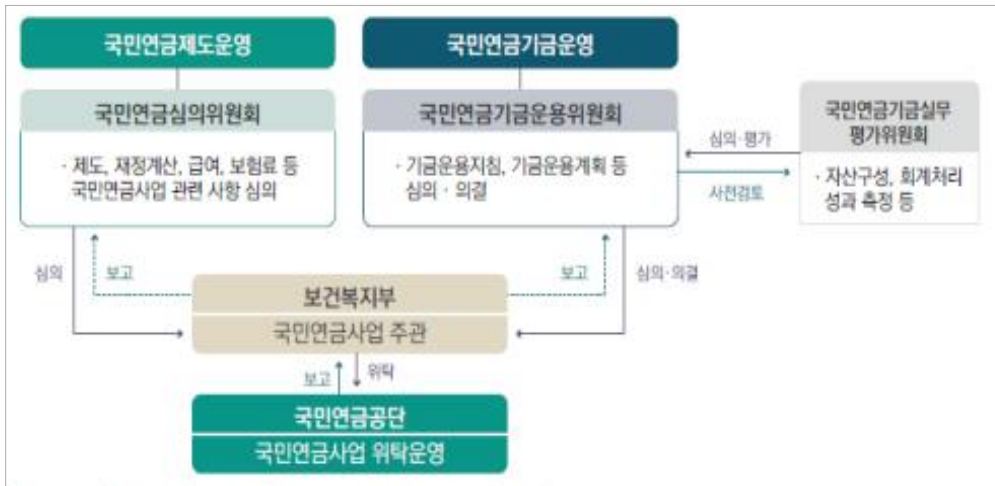 국민연금제도운영
국민연금기금운영
국민연금심의위원회
· 제도, 재정계산, 급여, 보험료 등
국민연금사업 관련 사항 심의
국민연금기금운용위원회
· 기금운용지침, 기금운용계획 등
심의 · 의결
심의·평가
사전검토
국민연금기금실무
평가위원회
· 자산구성, 회계처리
성과 측정 등
심의
보고
보고
심의·의결
보건복지부
국민연금사업 주관
보고
위탁
국민연금공단
국민연금사업 위탁운영